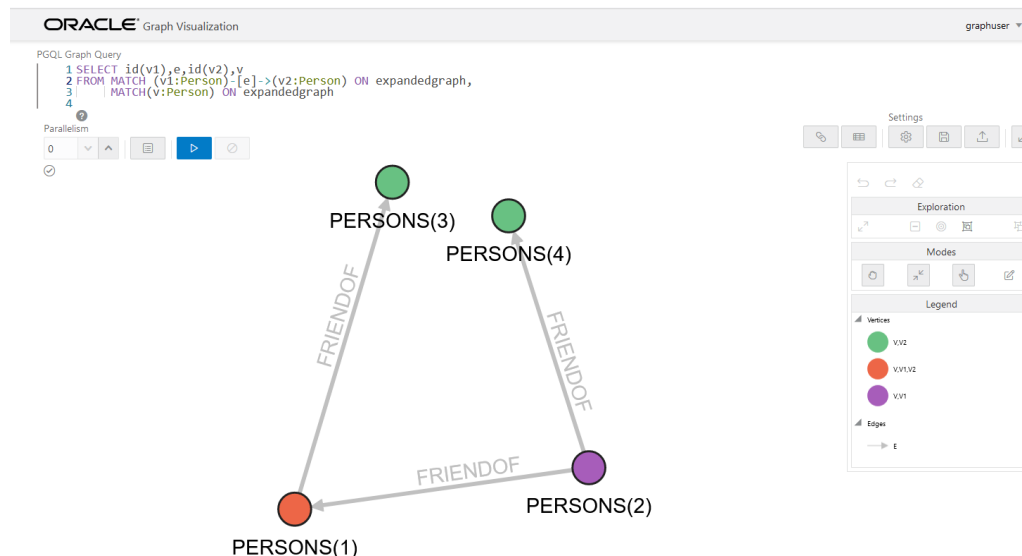 ORACLE® Graph Visualization
graphuser
PGQL Graph Query
1 SELECT id(v1),e,id(v2),v
2 FROM MATCH (v1:Person)-[e]->(v2:Person) ON expandedgraph,
3 MATCH(v:Person) ON expandedgraph
4
Parallelism
Settings
0
PERSONS(3)
PERSONS(4)
FRIENDOF
FRIENDOF
FRIENDOF
PERSONS(2)
PERSONS(1)
Exploration
Modes
Legend
Vertices
V,V2
V,V1,V2
V,V1
Edges
E